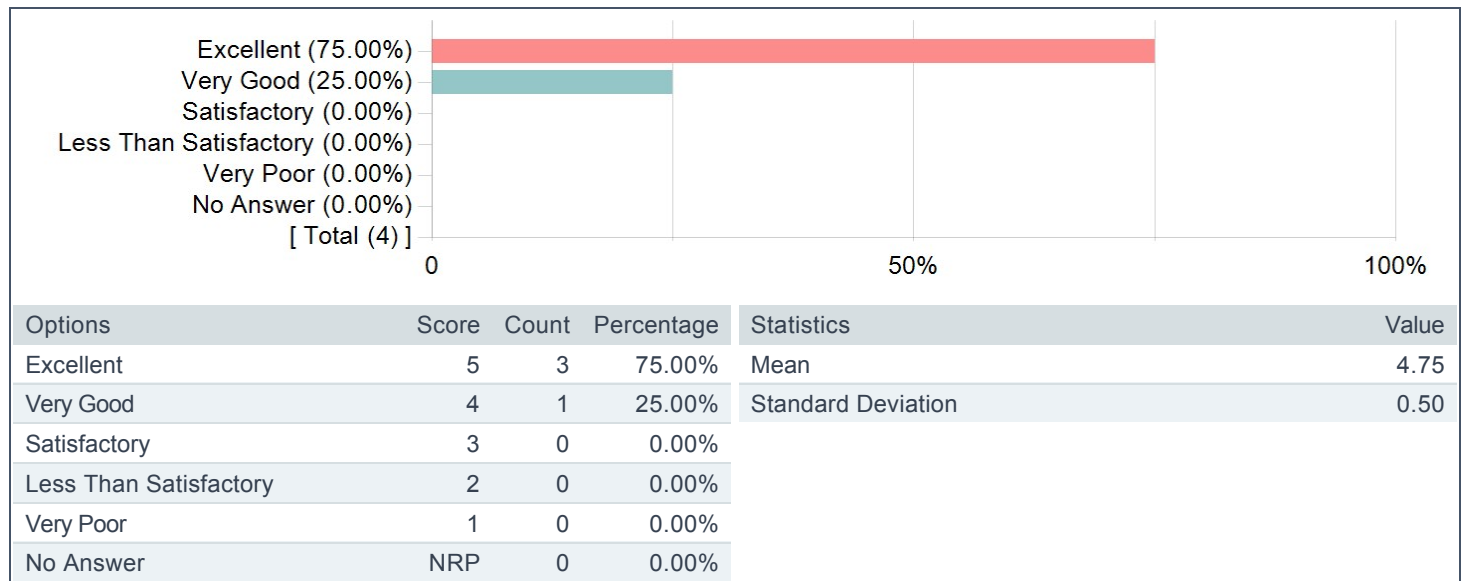 Excellent (75.00%)
Very Good (25.00%)
Satisfactory (0.00%)
Less Than Satisfactory (0.00%)
Very Poor (0.00%)
No Answer (0.00%)
[ Total (4) ]
0 50% 100%
Options Score Count Percentage
Excellent 5 3 75.00%
Very Good 4 1 25.00%
Satisfactory 3 0 0.00%
Less Than Satisfactory 2 0 0.00%
Very Poor 1 0 0.00%
No Answer NRP 0 0.00%
Statistics Value
Mean 4.75
Standard Deviation 0.50